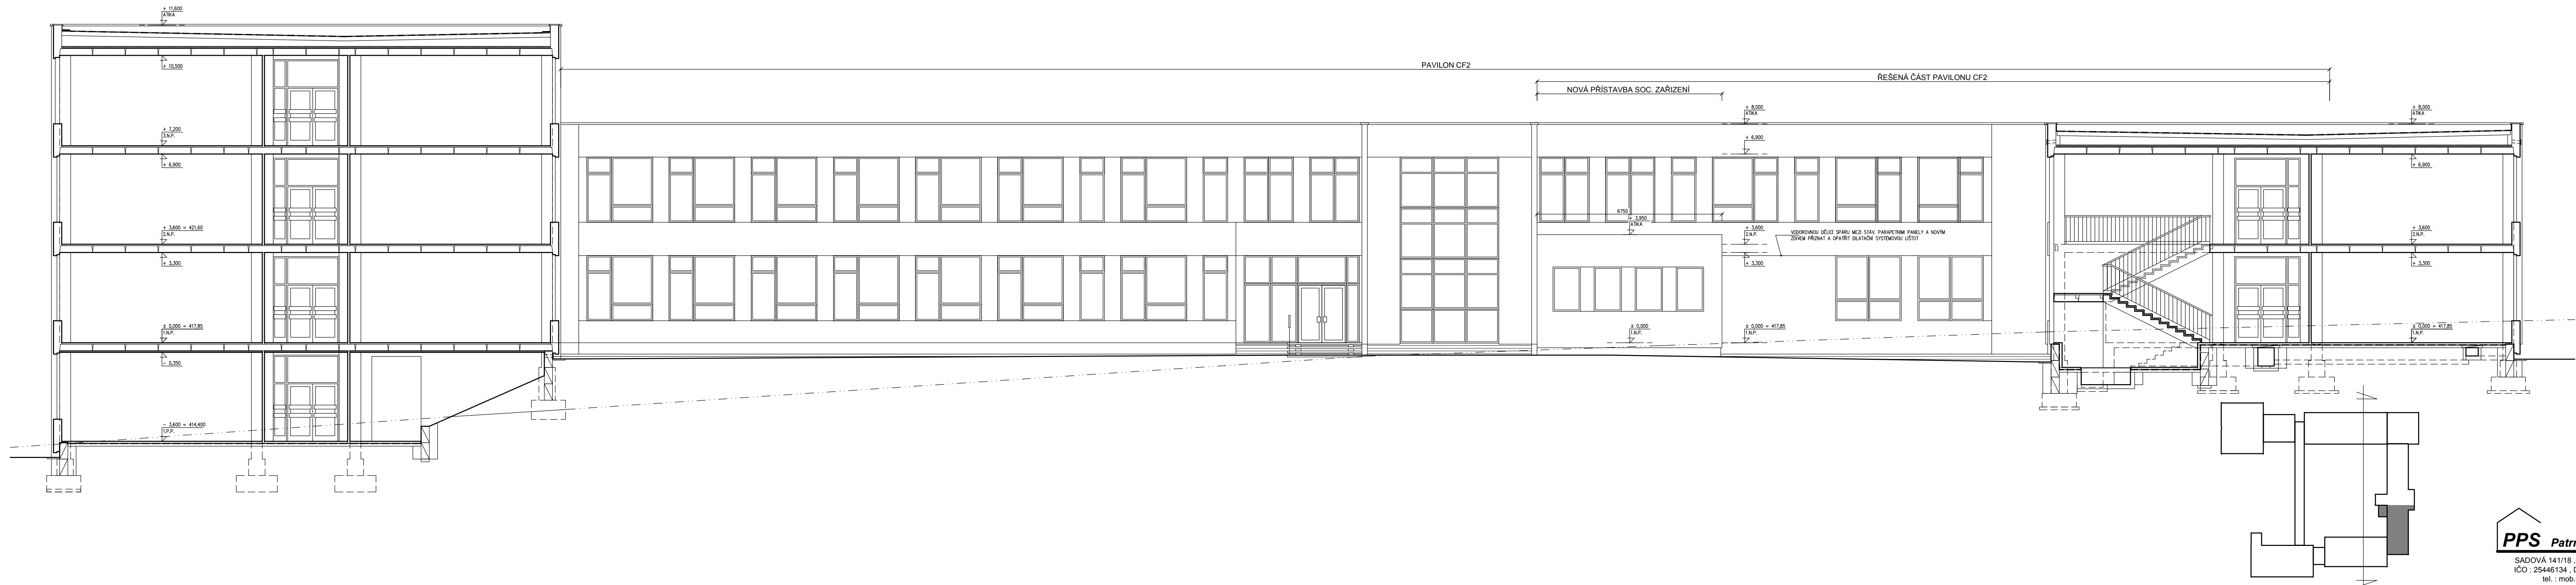 + 11,600
ATIKA
+ 10,500
+ 7,200
3.N.P.
+ 6,900
+ 3,600 = 421,60
2.N.P.
+ 3,300
± 0,000 = 417,85
1.N.P.
- 0,350
- 3,600 = 414,400
1.P.P.
PAVILON CF2
ŘEŠENÁ ČÁST PAVILONU CF2
NOVÁ PŘÍSTAVBA SOC. ZAŘIZENÍ
+ 8,000
ATIKA
+ 6,900
6750
+ 3,950
ATIKA
+ 3,600
2.N.P.
+ 3,300
VODOROVNOU DĚLÍCÍ SPÁRU MEZI STÁV. PARAPETNÍMI PANELY A NOVÝM
ZDIVEM PŘIZNAT A OPATŘIT DILATAČNÍ SYSTÉMOVOU LIŠTOT
± 0,000
1.N.P.
± 0,000 = 417,85
1.N.P.
+ 8,000
ATIKA
+ 6,900
+ 3,600
2.N.P.
+ 3,300
± 0,000 = 417,85
1.N.P.
PPS
SADOVÁ 141/18 ,
IČO : 25446134 ,
tel. : mob.